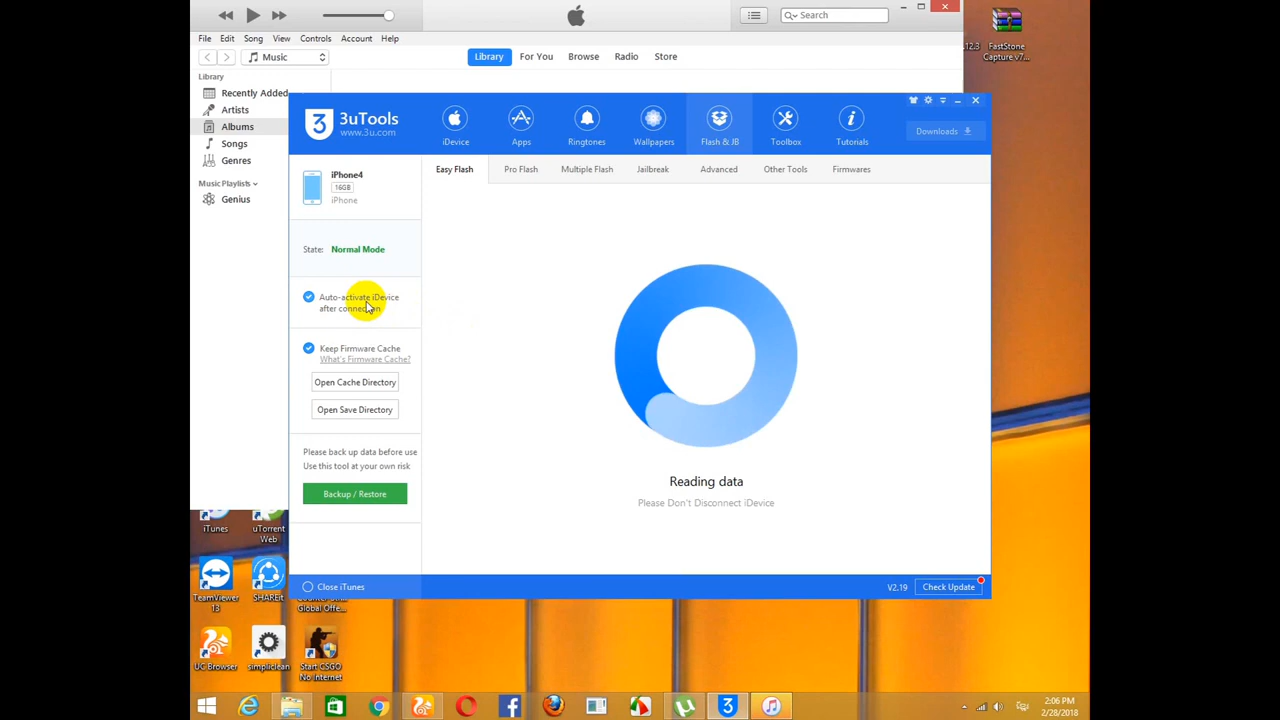 Search
File Edit Song View Controls Account Help
Music
Library For You Browse Radio Store
Library
Recently Added
Artists
Albums
Songs
Genres
Music Playlists
Genius
12.3
FastStone
Capture v7...
3
3uTools
www.3u.com
iDevice Apps Ringtones Wallpapers Flash & JB Toolbox Tutorials
Downloads
iPhone4
16GB
iPhone
Easy Flash Pro Flash Multiple Flash Jailbreak Advanced Other Tools Firmwares
State: Normal Mode
Auto-activate iDevice
after connection
Keep Firmware Cache
What's Firmware Cache?
Open Cache Directory
Open Save Directory
Please back up data before use
Use this tool at your own risk
Backup / Restore
Reading data
Please Don't Disconnect iDevice
Close iTunes
V2.19
Check Update
iTunes
uTorrent
Web
TeamViewer
13
SHAREit
Global Offe...
UC Browser
simpliclean
Start CSGO
No Internet
2:06 PM
2/28/2018